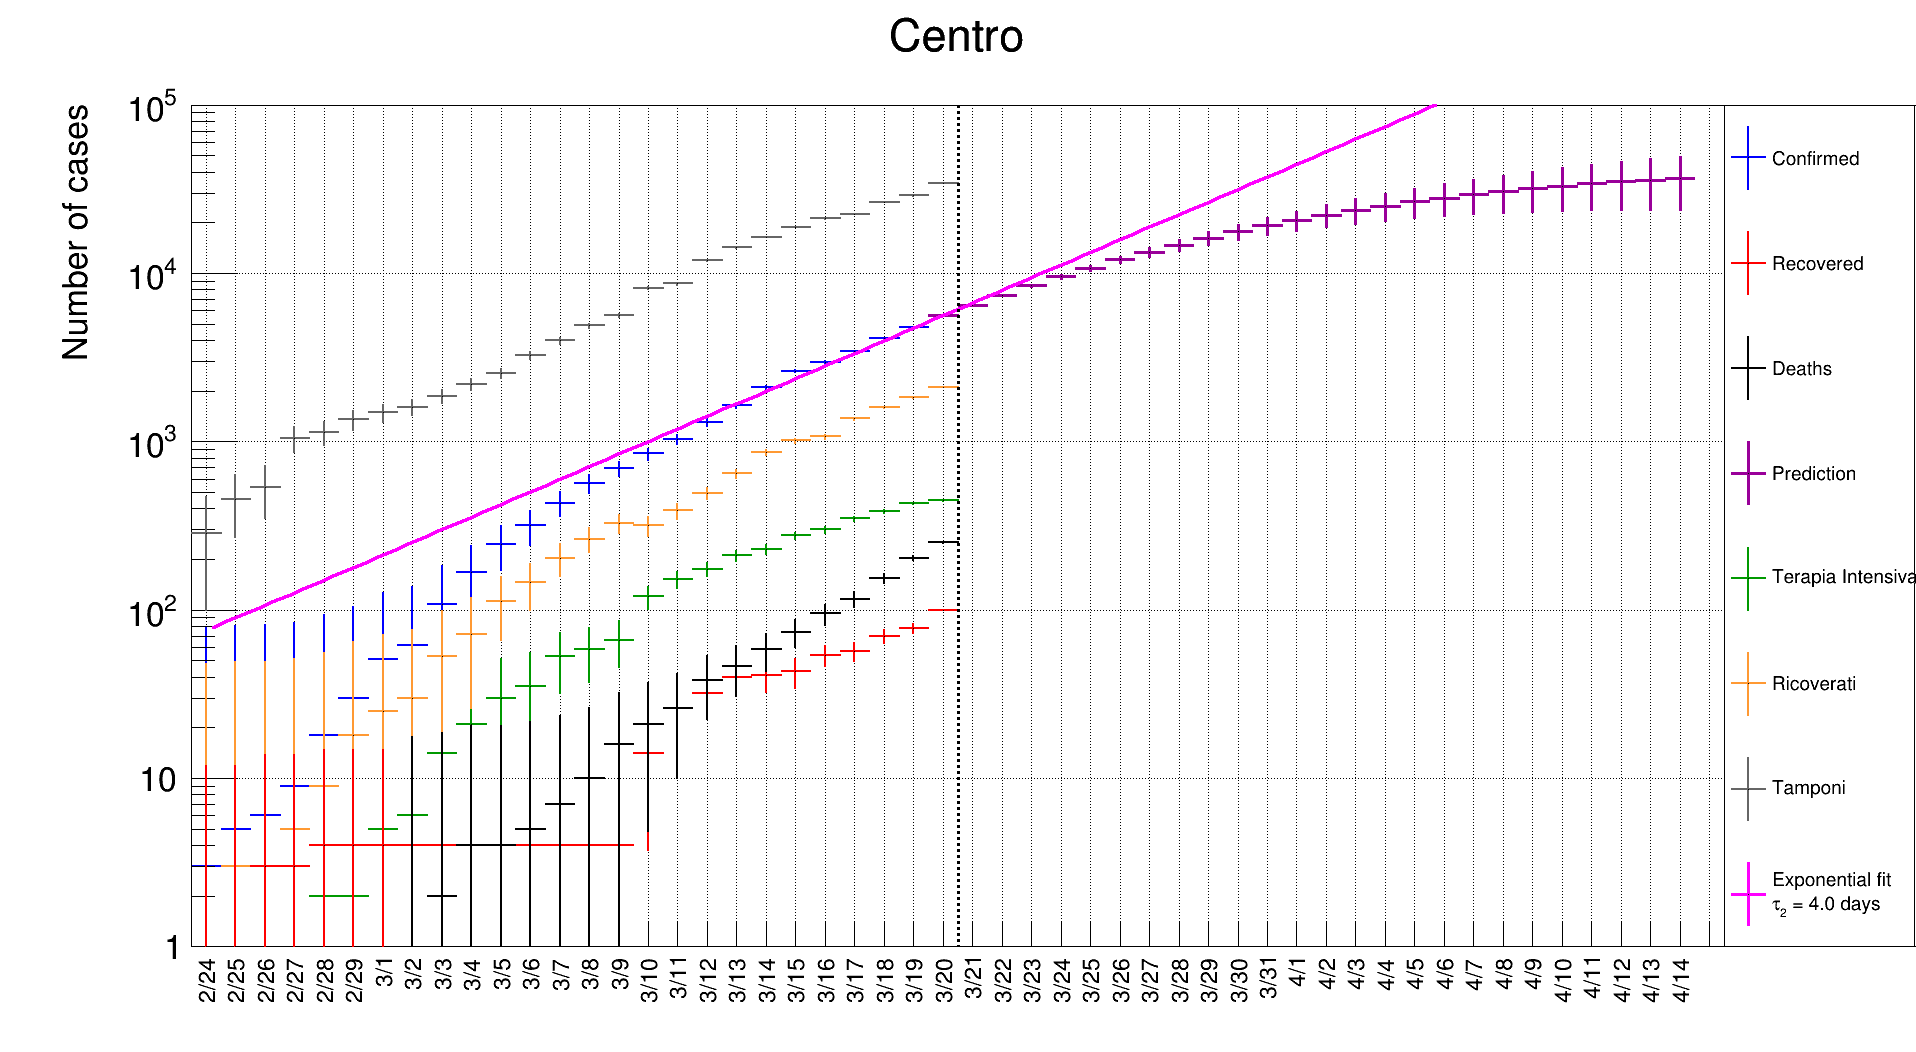 Centro
Number of cases
10^5
10^4
10^3
10^2
10
1
2/24 2/25 2/26 2/27 2/28 2/29 3/1 3/2 3/3 3/4 3/5 3/6 3/7 3/8 3/9 3/10 3/11 3/12 3/13 3/14 3/15 3/16 3/17 3/18 3/19 3/20 3/21 3/22 3/23 3/24 3/25 3/26 3/27 3/28 3/29 3/30 3/31 4/1 4/2 4/3 4/4 4/5 4/6 4/7 4/8 4/9 4/10 4/11 4/12 4/13 4/14
Confirmed
Recovered
Deaths
Prediction
Terapia Intensiva
Ricoverati
Tamponi
Exponential fit
τ_2 = 4.0 days